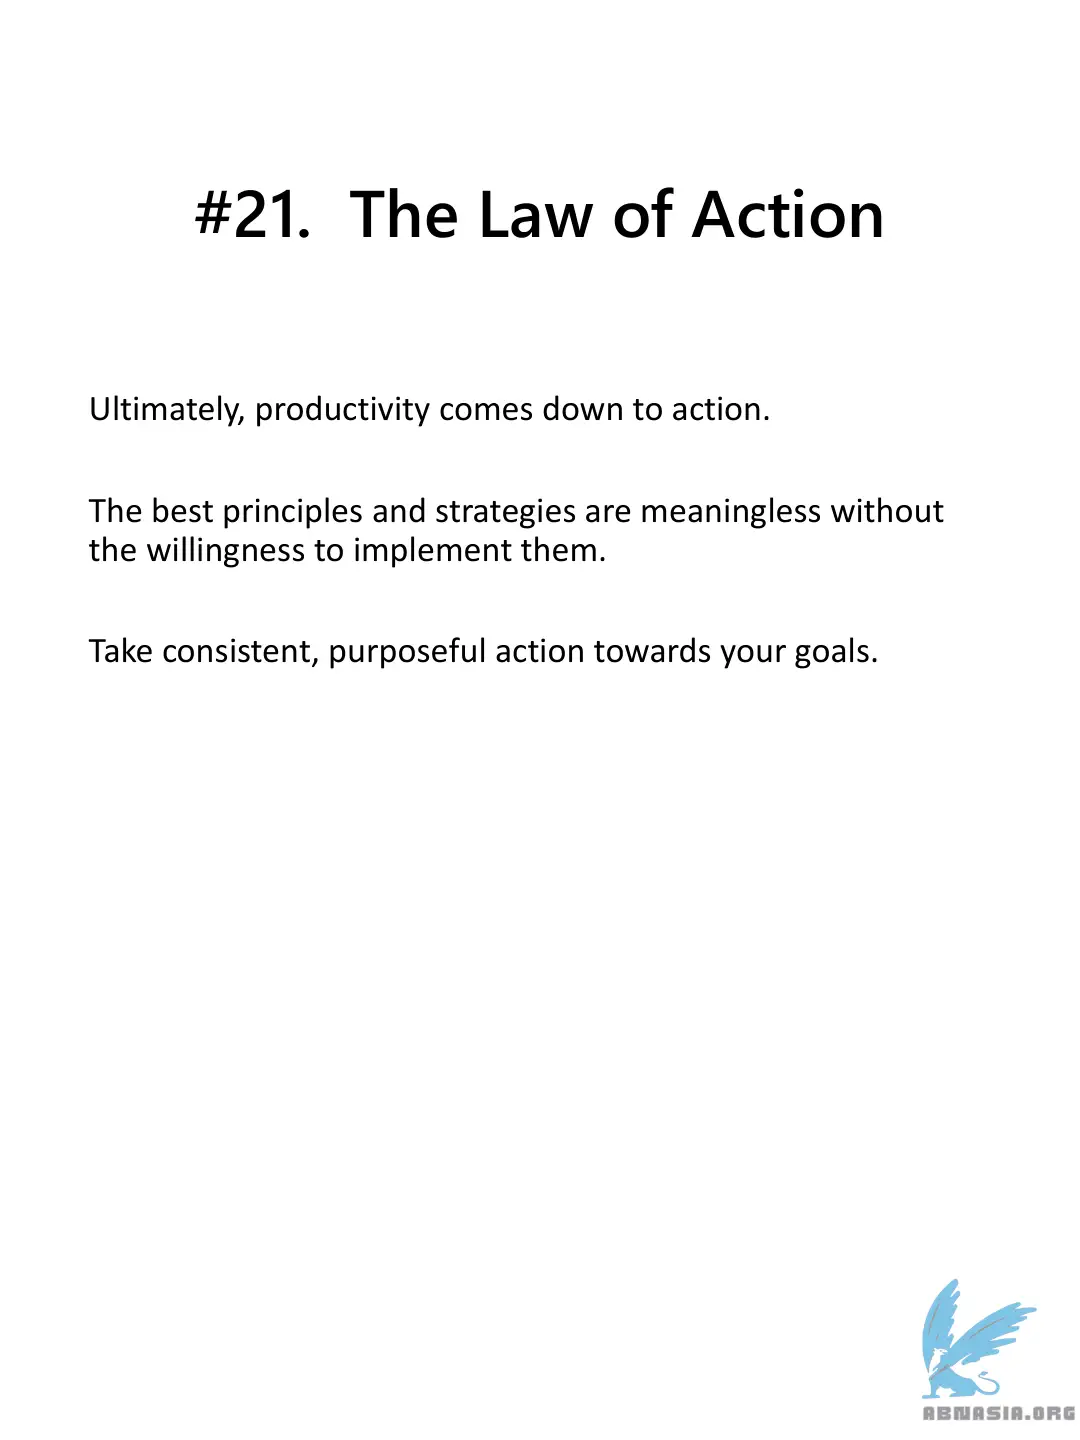 #21. The Law of Action
Ultimately, productivity comes down to action.
The best principles and strategies are meaningless without
the willingness to implement them.
Take consistent, purposeful action towards your goals.
ABNASIA.ORG